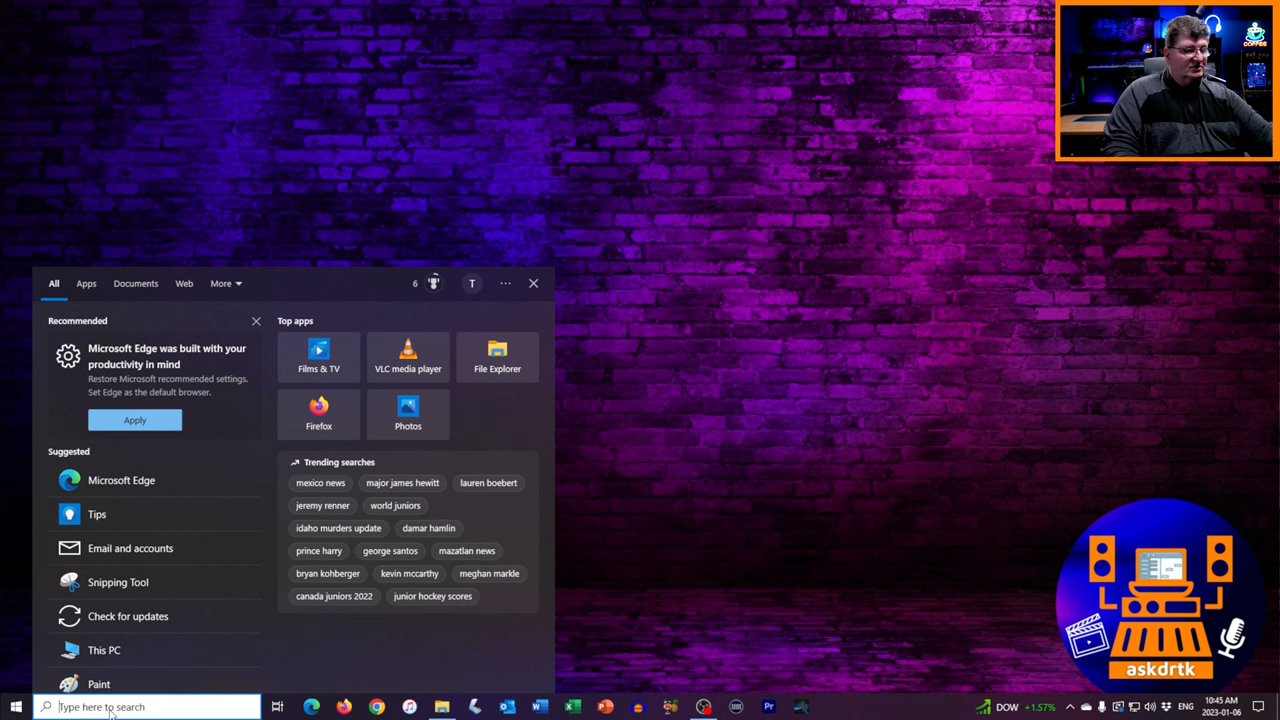 COFFEE
All Apps Documents Web More 6 T
Recommended
Microsoft Edge was built with your
productivity in mind
Restore Microsoft recommended settings.
Set Edge as the default browser.
Apply
Suggested
Microsoft Edge
Tips
Email and accounts
Snipping Tool
Check for updates
This PC
Paint
Top apps
Films & TV VLC media player File Explorer
Firefox Photos
Trending searches
mexico news major james hewitt lauren boebert
jeremy renner world juniors
idaho murders update damar hamlin
prince harry george santos mazatlan news
bryan kohberger kevin mccarthy meghan markle
canada juniors 2022 junior hockey scores
askdrtk
Type here to search
Pr
DOW +1.57%
ENG
10:45 AM
2023-01-06